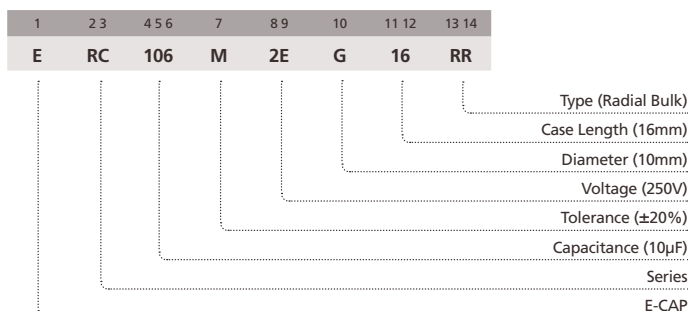 1 2 3 4 5 6 7 8 9 10 11 12 13 14
E RC 106 M 2E G 16 RR
Type (Radial Bulk)
Case Length (16mm)
Diameter (10mm)
Voltage (250V)
Tolerance (±20%)
Capacitance (10µF)
Series
E-CAP